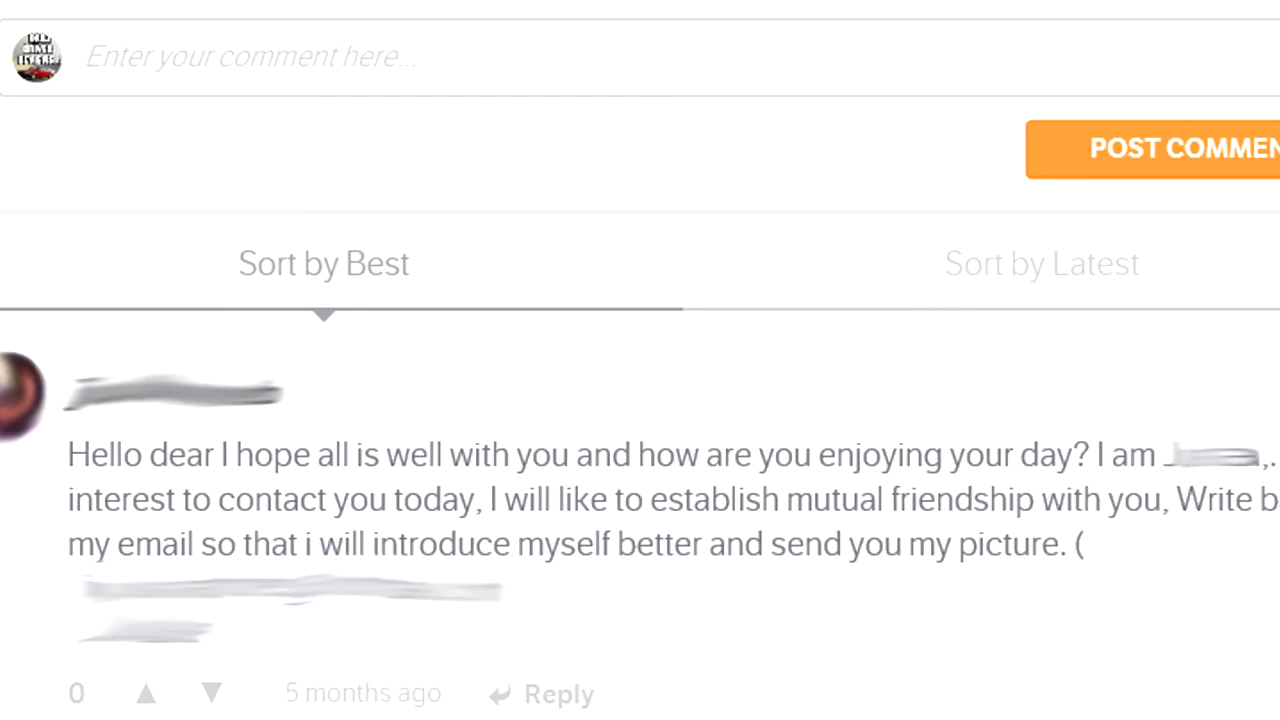 Enter your comment here...
POST COMMEN
Sort by Best
Sort by Latest
Hello dear I hope all is well with you and how are you enjoying your day? I am J
interest to contact you today, I will like to establish mutual friendship with you, Write b
my email so that i will introduce myself better and send you my picture. (
0
5 months ago
Reply